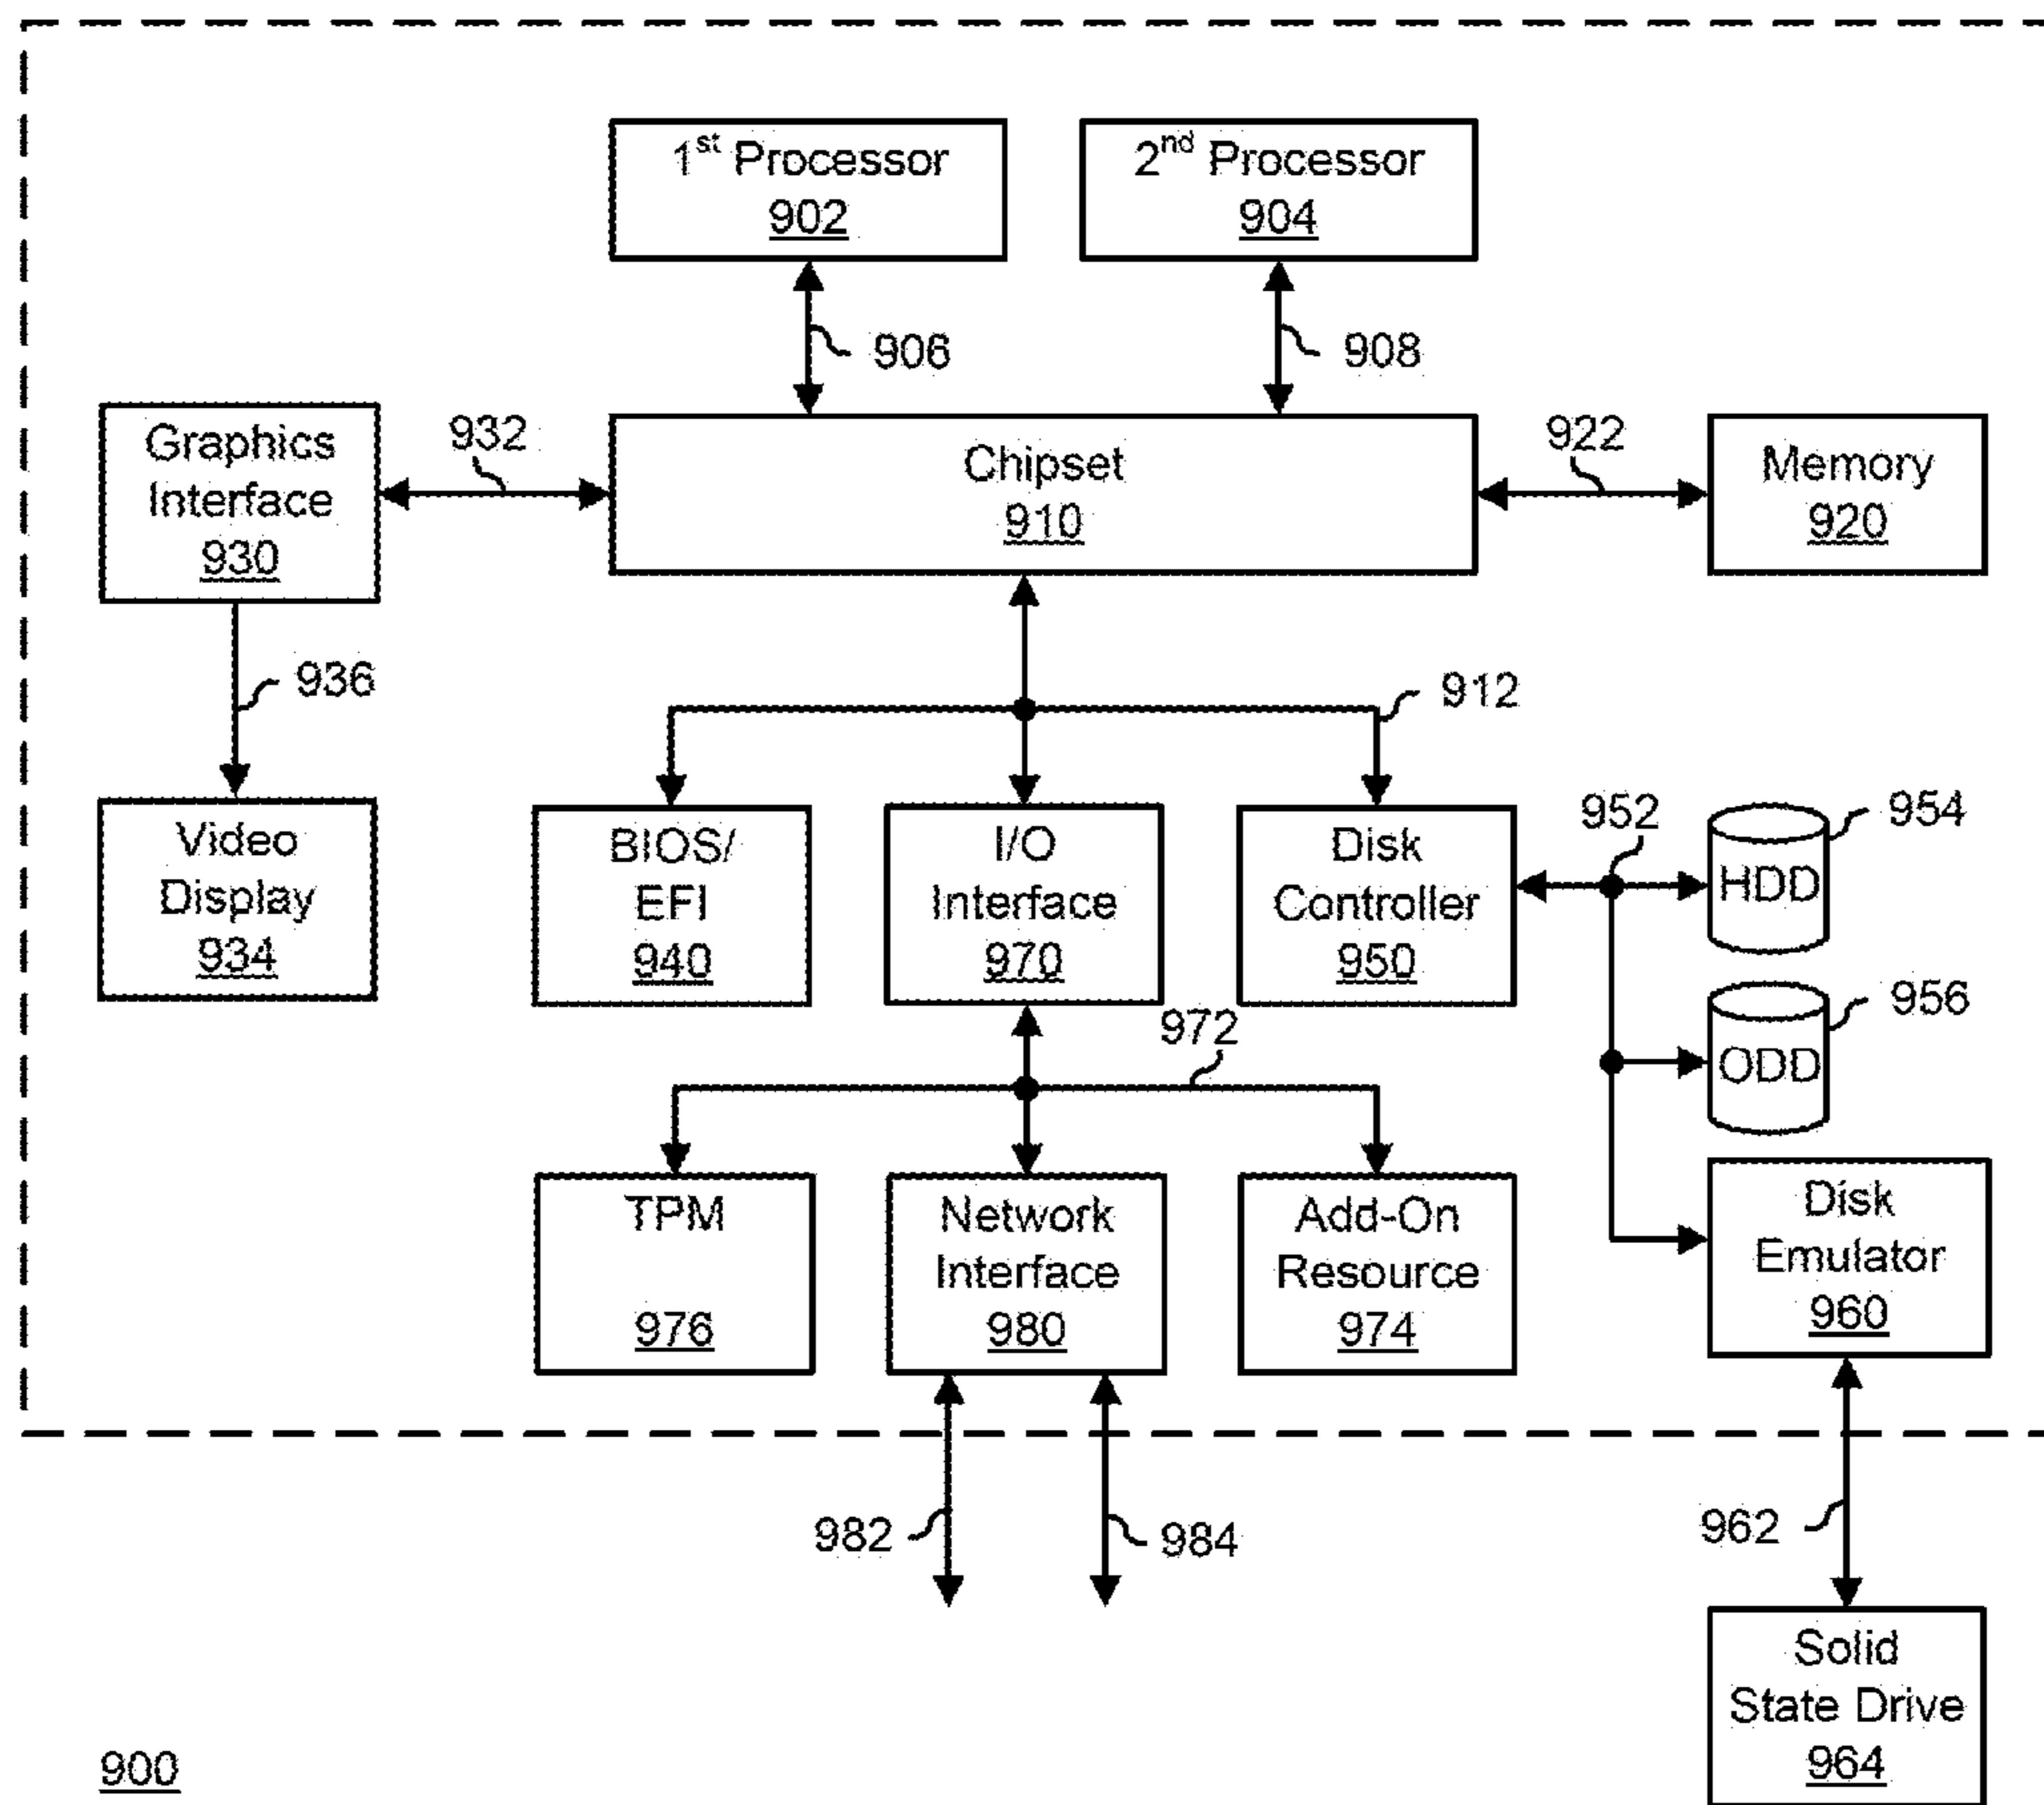 1st Processor
902
2nd Processor
904
906
908
Graphics
Interface
930
932
Chipset
910
922
Memory
920
936
912
Video
Display
934
BIOS/
EFI
940
I/O
Interface
970
Disk
Controller
950
952
954
HDD
956
ODD
972
TPM
976
Network
Interface
980
Add-On
Resource
974
Disk
Emulator
960
982
984
962
Solid
State Drive
964
900